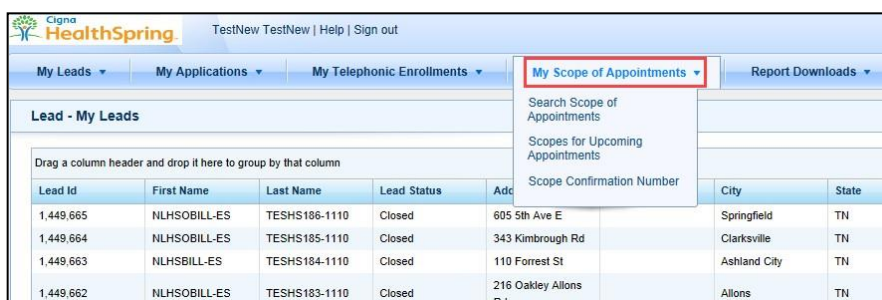 Cigna
HealthSpring.
TestNew TestNew | Help | Sign out
My Leads My Applications My Telephonic Enrollments My Scope of Appointments Report Downloads
Search Scope of
Appointments
Scopes for Upcoming
Appointments
Scope Confirmation Number
Lead - My Leads
Drag a column header and drop it here to group by that column
Lead Id First Name Last Name Lead Status Add City State
1,449,665 NLHSOBILL-ES TESHS186-1110 Closed 605 5th Ave E Springfield TN
1,449,664 NLHSOBILL-ES TESHS185-1110 Closed 343 Kimbrough Rd Clarksville TN
1,449,663 NLHSBILL-ES TESHS184-1110 Closed 110 Forrest St Ashland City TN
1,449,662 NLHSOBILL-ES TESHS183-1110 Closed 216 Oakley Allons Allons TN